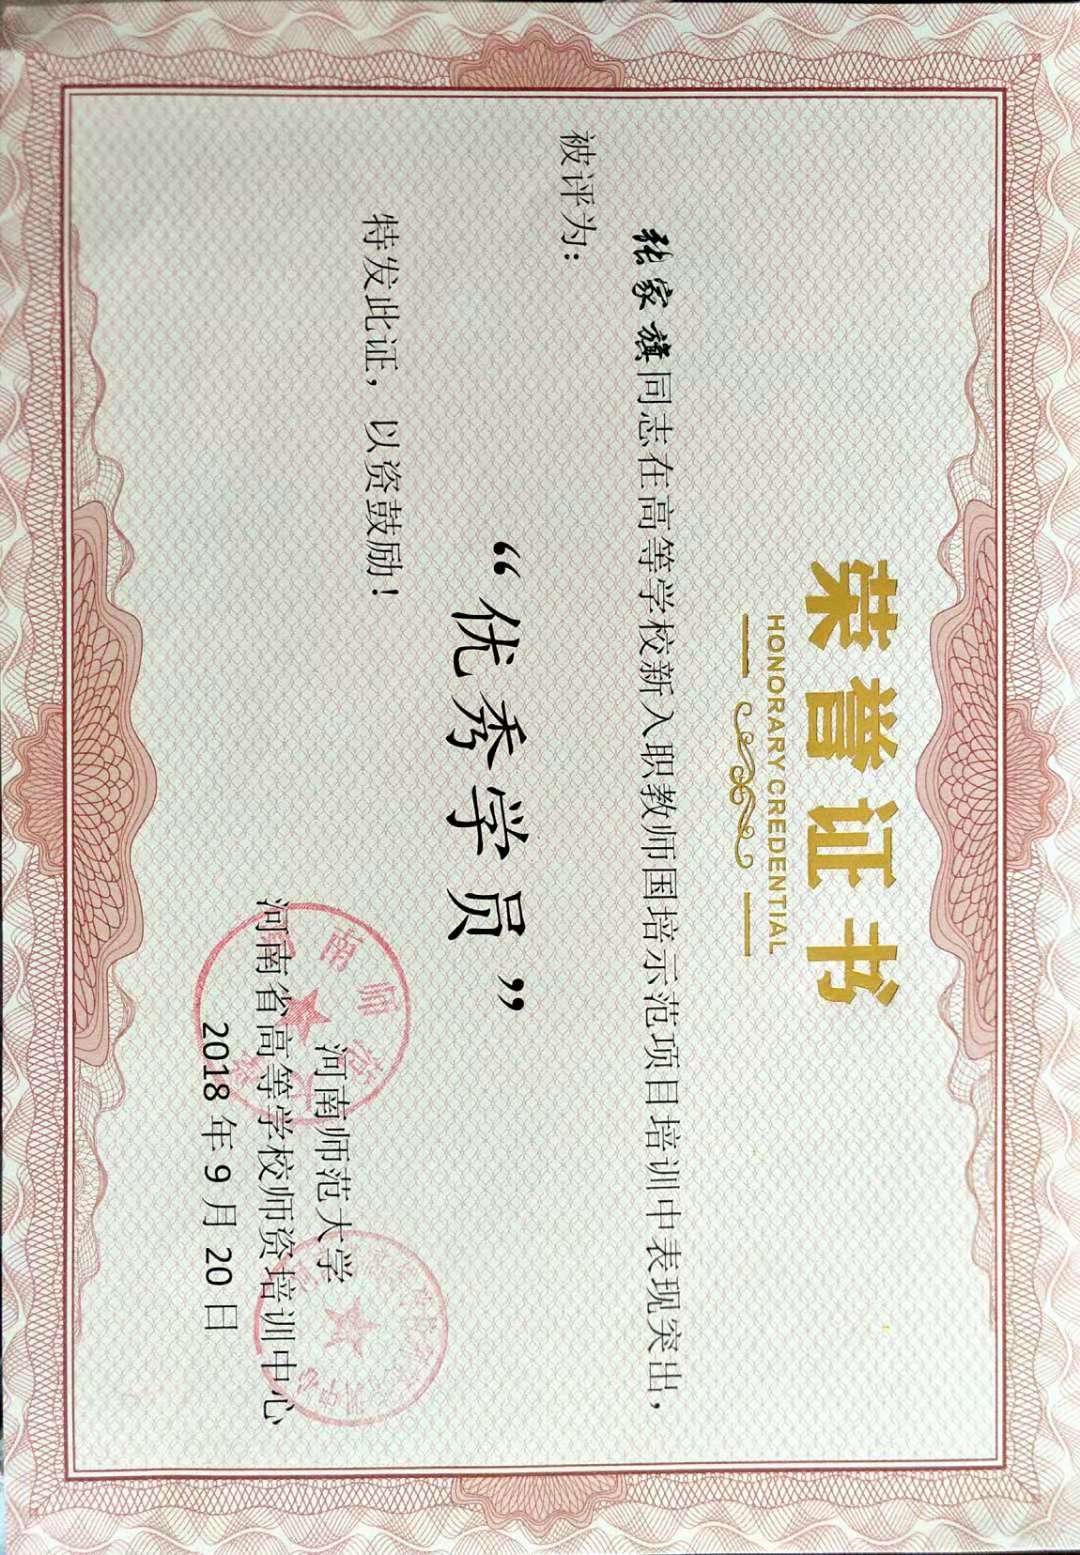 荣誉证书
HONORARY CREDENTIAL
张家旗同志在高等学校新入职教师国培示范项目培训中表现突出，
被评为：
“优秀学员”
特发此证，以资鼓励！
河南师范大学
河南省高等学校师资培训中心
2018年9月20日